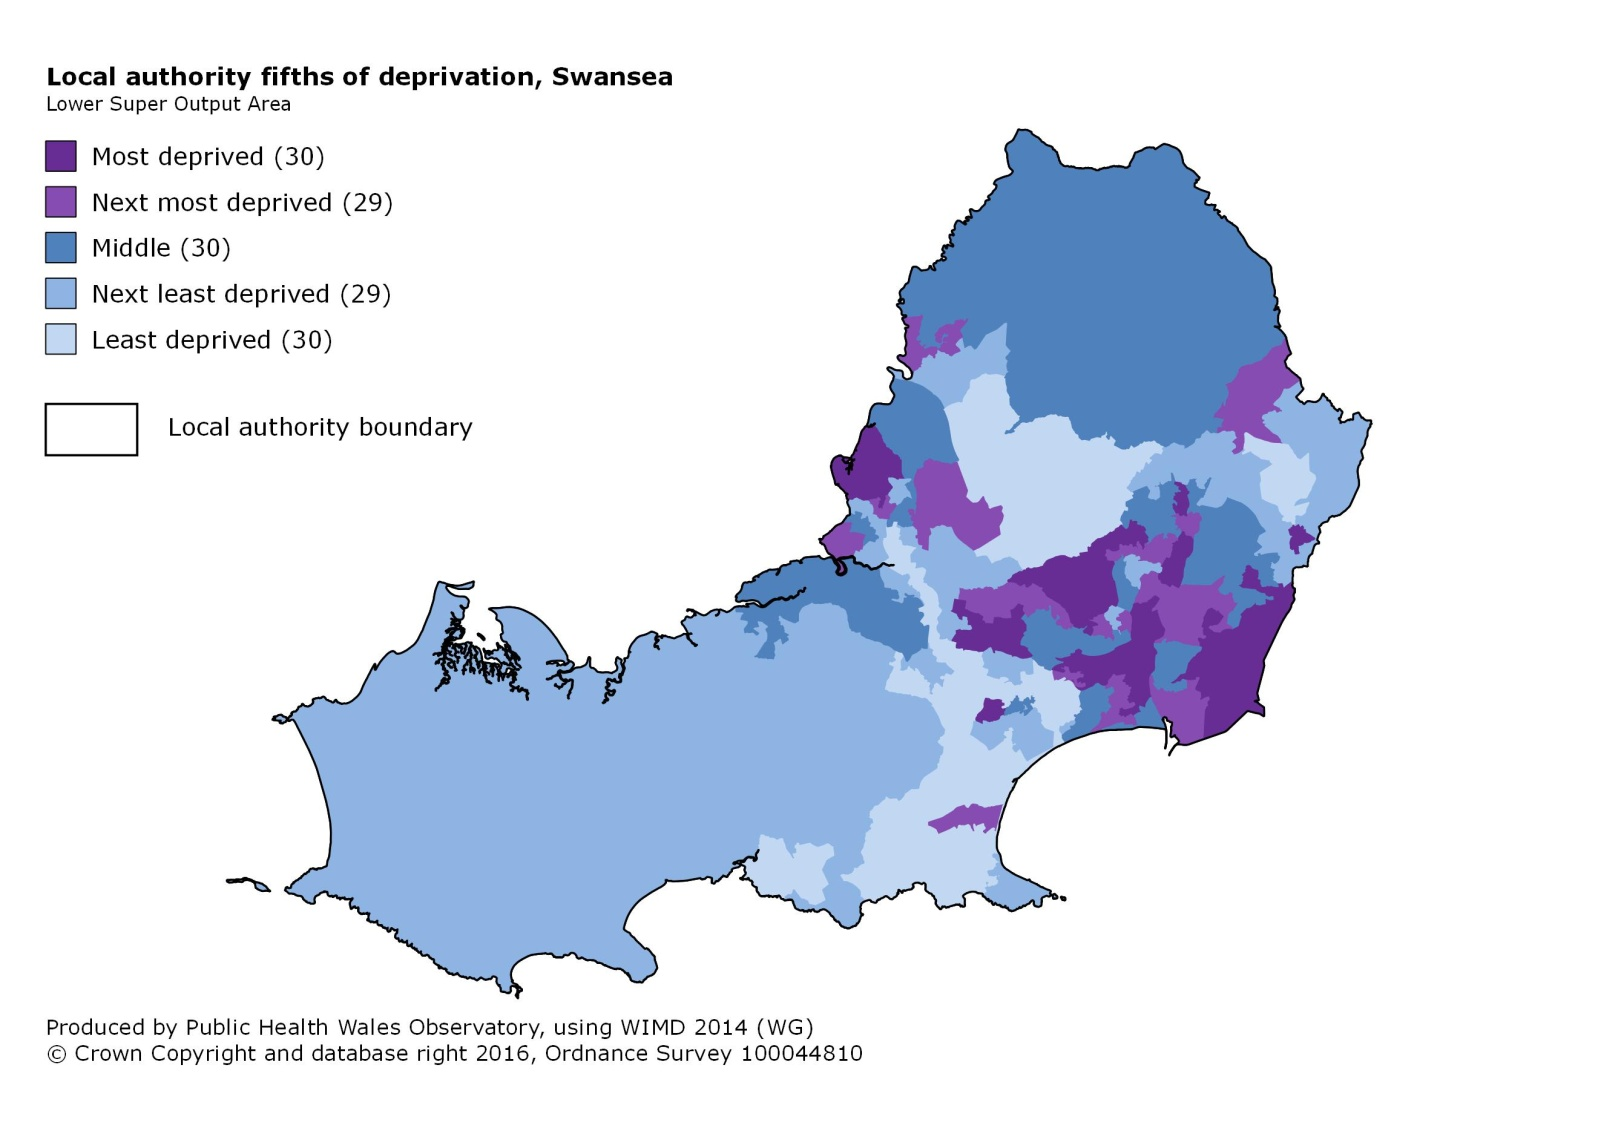 Local authority fifths of deprivation, Swansea
Lower Super Output Area
Most deprived (30)
Next most deprived (29)
Middle (30)
Next least deprived (29)
Least deprived (30)
Local authority boundary
Produced by Public Health Wales Observatory, using WIMD 2014 (WG)
© Crown Copyright and database right 2016, Ordnance Survey 100044810